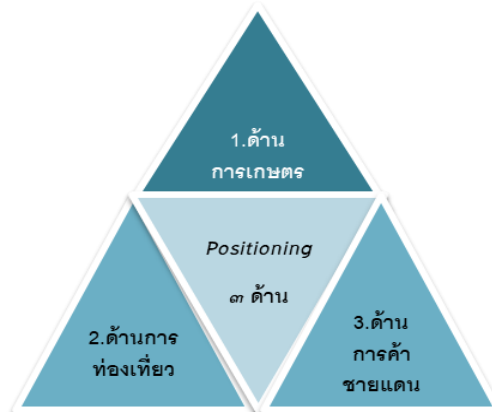 1.ด้าน
การเกษตร
Positioning
๓ ด้าน
2.ด้านการ
ท่องเที่ยว
3.ด้าน
การค้า
ชายแดน